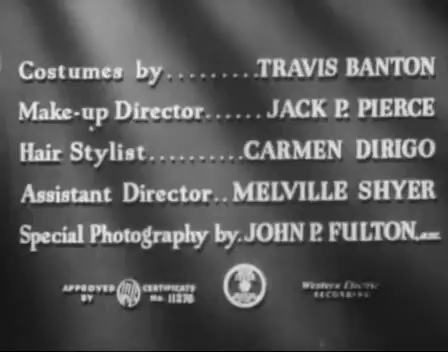 Costumes by.........TRAVIS BANTON
Make-up Director......JACK P. PIERCE
Hair Stylist..........CARMEN DIRIGO
Assistant Director..MELVILLE SHYER
Special Photography by.JOHN P. FULTON,
APPROVED
BY
CERTIFICATE
No. 11276
Western Electric
RECORDING